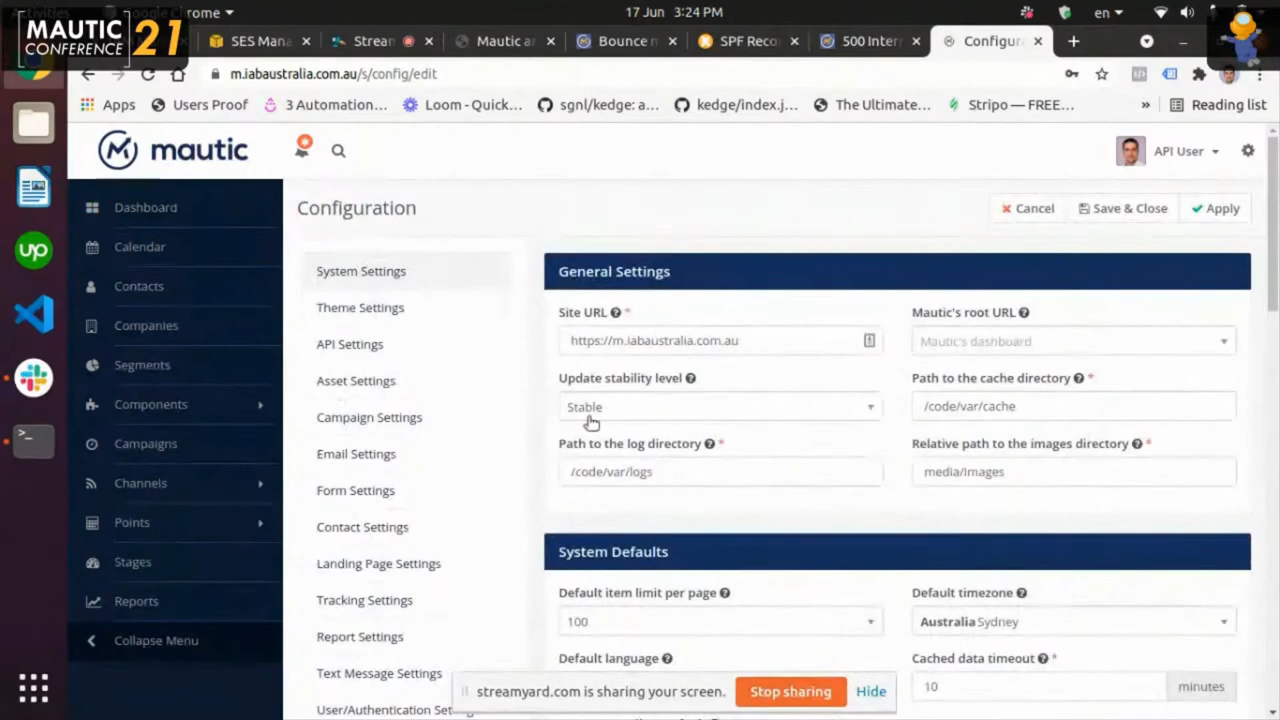 Activities
Chrome
17 Jun 3:24 PM
en
MAUTIC
CONFERENCE
21
SES Mana
Stream
Mautic ar
Bounce n
SPF Reco
500 Inter
Configura
m.iabaustralia.com.au/s/config/edit
Apps
Users Proof
3 Automation...
Loom - Quick...
sgnl/kedge: a...
kedge/index.j...
The Ultimate...
Stripo — FREE...
»
Reading list
mautic
API User
up
Dashboard
Calendar
Contacts
Companies
Segments
Components
Campaigns
Channels
Points
Stages
Reports
Collapse Menu
Configuration
Cancel
Save & Close
Apply
System Settings
Theme Settings
API Settings
Asset Settings
Campaign Settings
Email Settings
Form Settings
Contact Settings
Landing Page Settings
Tracking Settings
Report Settings
Text Message Settings
User/Authentication Setting
General Settings
Site URL *
Mautic's root URL
https://m.iabaustralia.com.au
Mautic's dashboard
Update stability level
Path to the cache directory *
Stable
/code/var/cache
Path to the log directory *
Relative path to the images directory *
/code/var/logs
media/images
System Defaults
Default item limit per page
Default timezone
100
Australia Sydney
Default language
Cached data timeout *
10
minutes
streamyard.com is sharing your screen.
Stop sharing
Hide